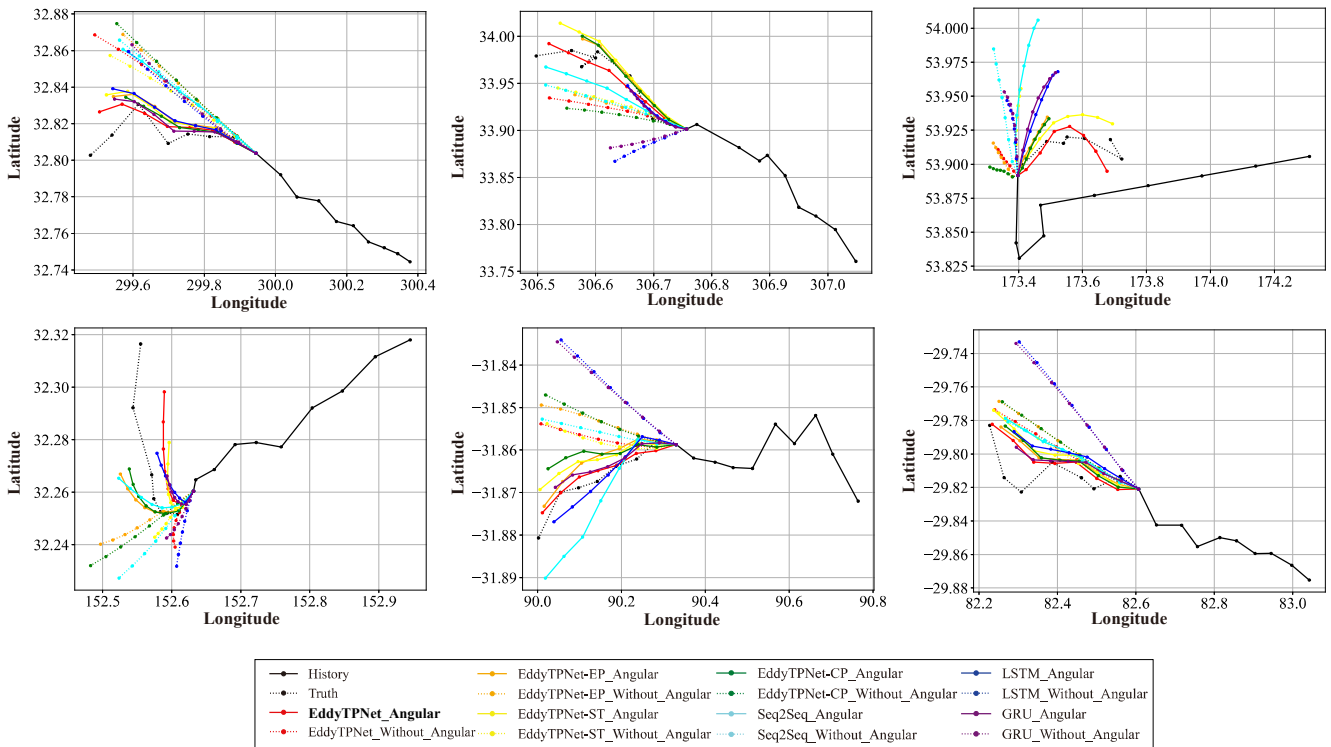 32.88
32.86
32.84
32.82
32.80
32.78
32.76
32.74
Latitude
299.6 299.8 300.0 300.2 300.4
Longitude
34.00
33.95
33.90
33.85
33.80
33.75
Latitude
306.5 306.6 306.7 306.8 306.9 307.0
Longitude
54.000
53.975
53.950
53.925
53.900
53.875
53.850
53.825
Latitude
173.4 173.6 173.8 174.0 174.2
Longitude
32.32
32.30
32.28
32.26
32.24
Latitude
152.5 152.6 152.7 152.8 152.9
Longitude
−31.84
−31.85
−31.86
−31.87
−31.88
−31.89
Latitude
90.0 90.2 90.4 90.6 90.8
Longitude
−29.74
−29.76
−29.78
−29.80
−29.82
−29.84
−29.86
−29.88
Latitude
82.2 82.4 82.6 82.8 83.0
Longitude
History
Truth
EddyTPNet_Angular
EddyTPNet_Without_Angular
EddyTPNet-EP_Angular
EddyTPNet-EP_Without_Angular
EddyTPNet-ST_Angular
EddyTPNet-ST_Without_Angular
EddyTPNet-CP_Angular
EddyTPNet-CP_Without_Angular
Seq2Seq_Angular
Seq2Seq_Without_Angular
LSTM_Angular
LSTM_Without_Angular
GRU_Angular
GRU_Without_Angular